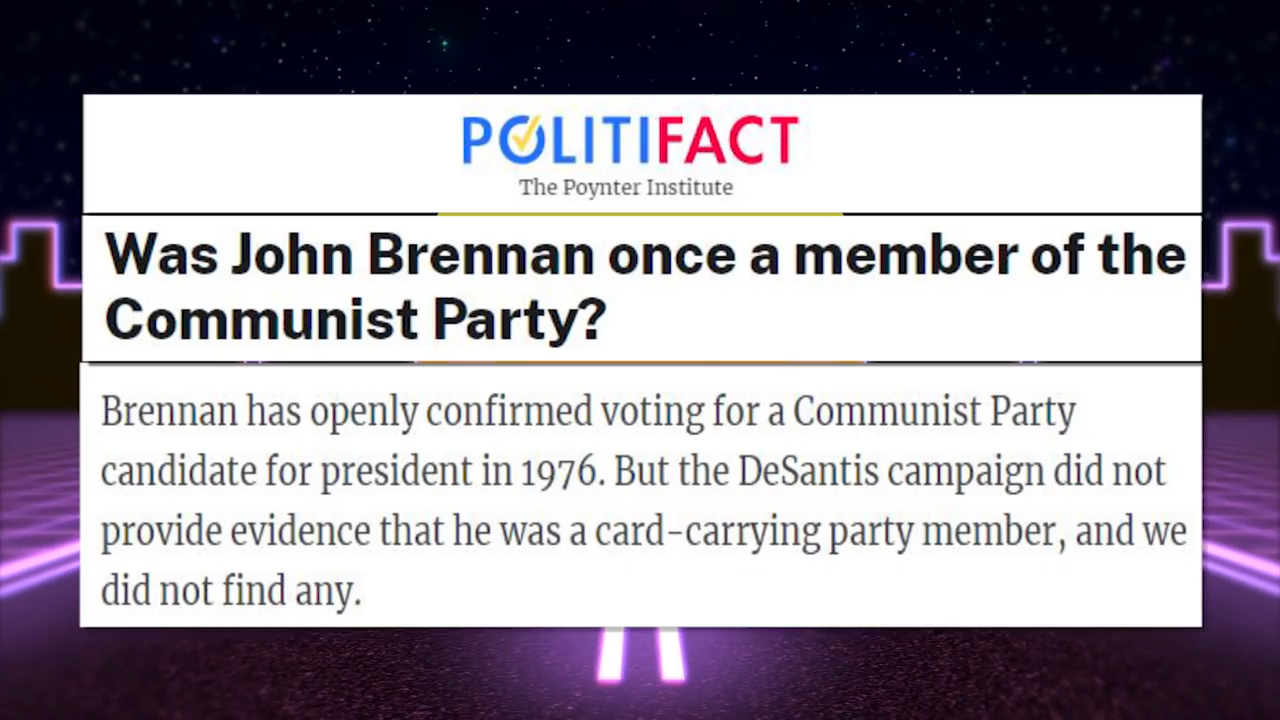 POLITIFACT
The Poynter Institute
Was John Brennan once a member of the
Communist Party?
Brennan has openly confirmed voting for a Communist Party
candidate for president in 1976. But the DeSantis campaign did not
provide evidence that he was a card-carrying party member, and we
did not find any.